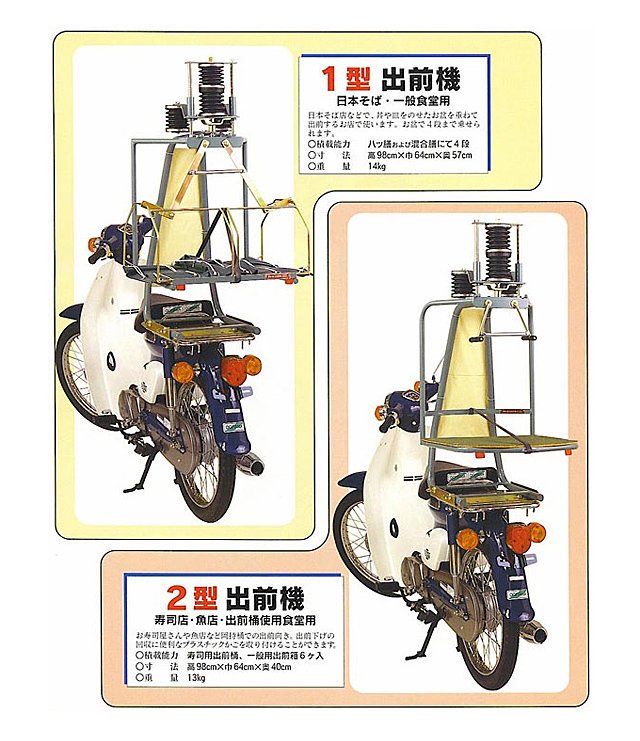 1型 出前機
日本そば・一般食堂用
日本そば店などで、丼や皿をのせたお盆を重ねて
出前するお店で使います。お盆で4段まで乗せら
れます。
○積載能力 八ツ膳および混合膳にて4段
○寸　法 高98cm×巾64cm×奥57cm
○重　量 14kg
2型 出前機
寿司店・魚店・出前桶使用食堂用
お寿司屋さんや魚店など岡持桶での出前向き。出前下げの
回収に便利なプラスチックかごを取り付けることができます。
○積載能力 寿司用出前桶、一般用出前箱6ヶ入
○寸　法 高98cm×巾64cm×奥40cm
○重　量 13kg